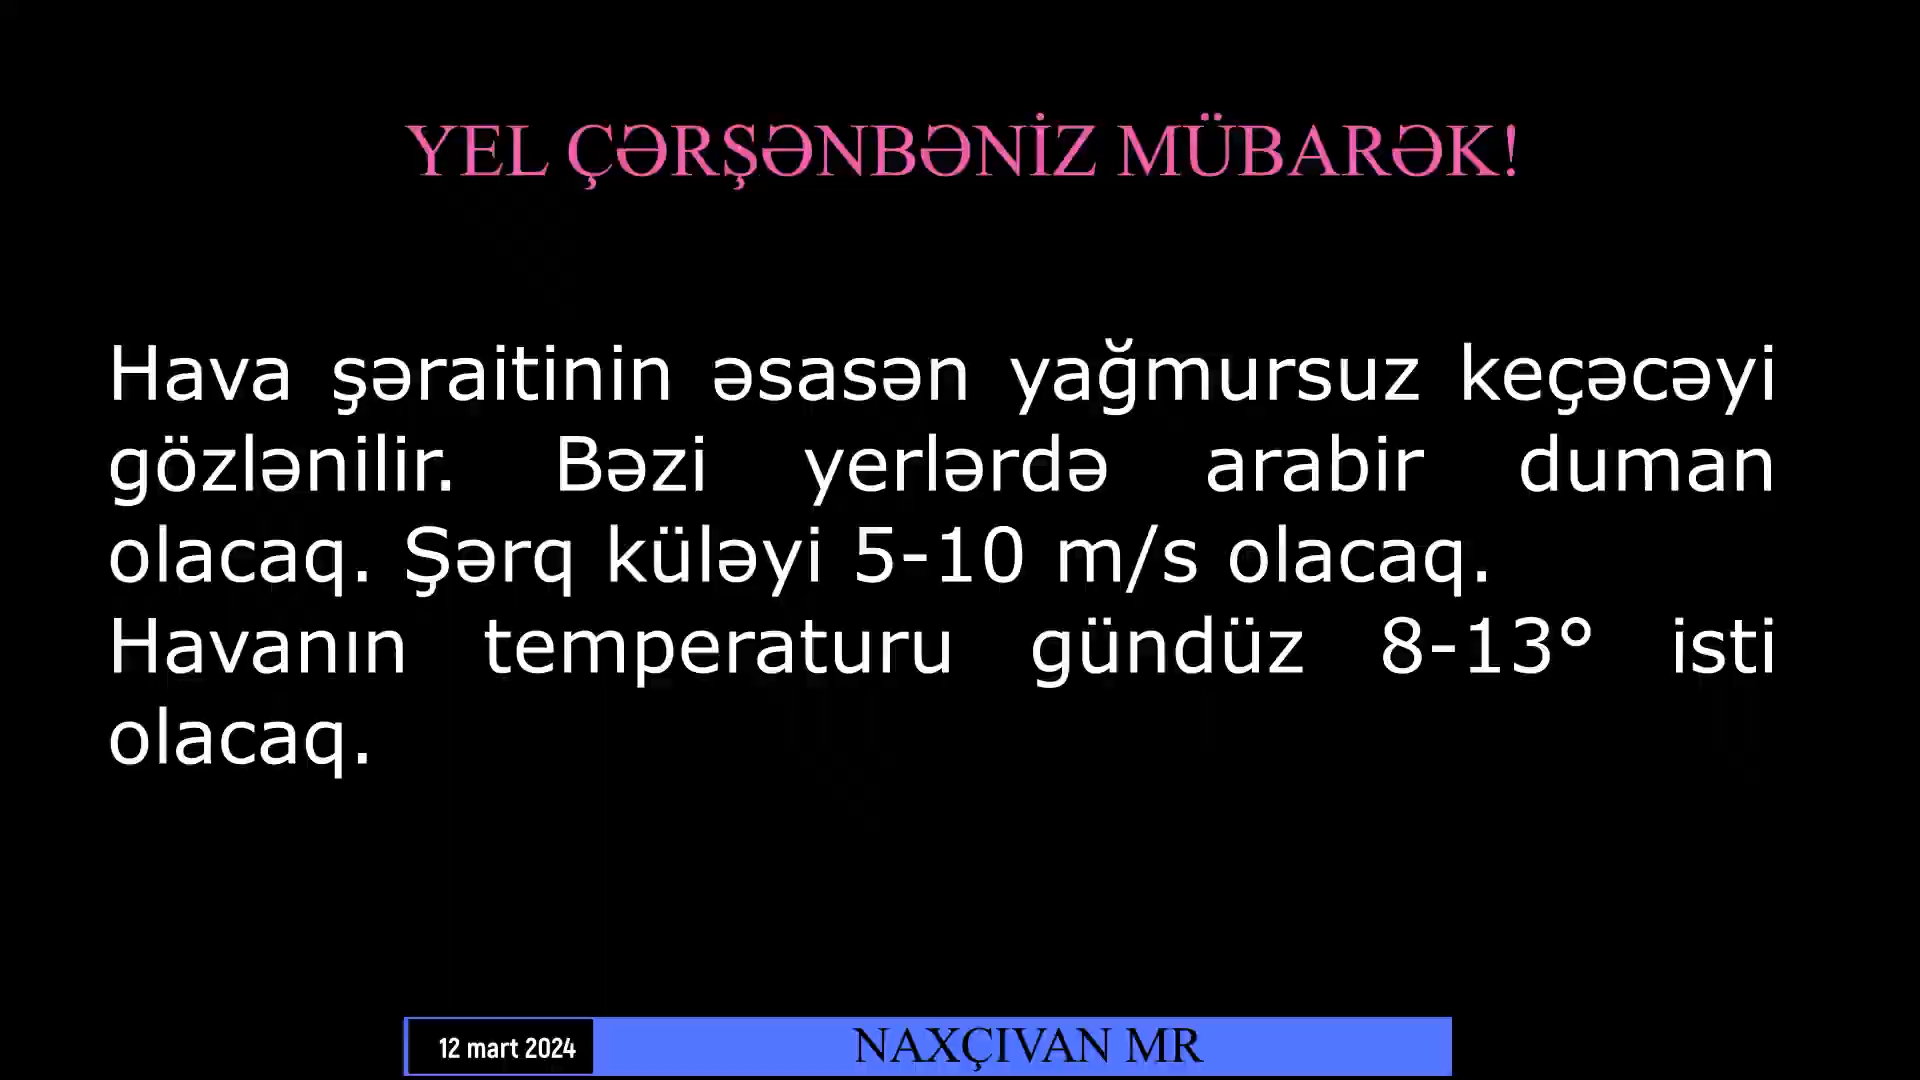 YEL ÇƏRŞƏNBƏNİZ MÜBARƏK!
Hava şəraitinin əsasən yağmursuz keçəcəyi
gözlənilir. Bəzi yerlərdə arabir duman
olacaq. Şərq küləyi 5-10 m/s olacaq.
Havanın temperaturu gündüz 8-13° isti
olacaq.
12 mart 2024
NAXÇIVAN MR